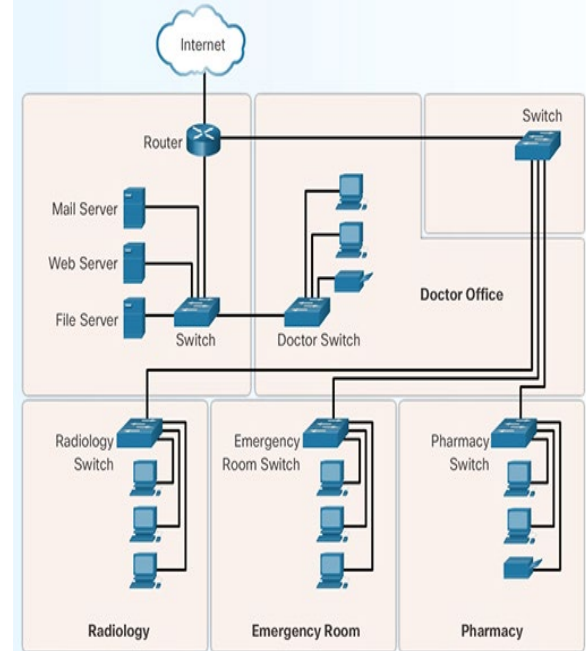 Internet
Switch
Router
Mail Server
Web Server
File Server
Switch
Doctor Switch
Doctor Office
Radiology
Switch
Emergency
Room Switch
Pharmacy
Switch
Radiology
Emergency Room
Pharmacy